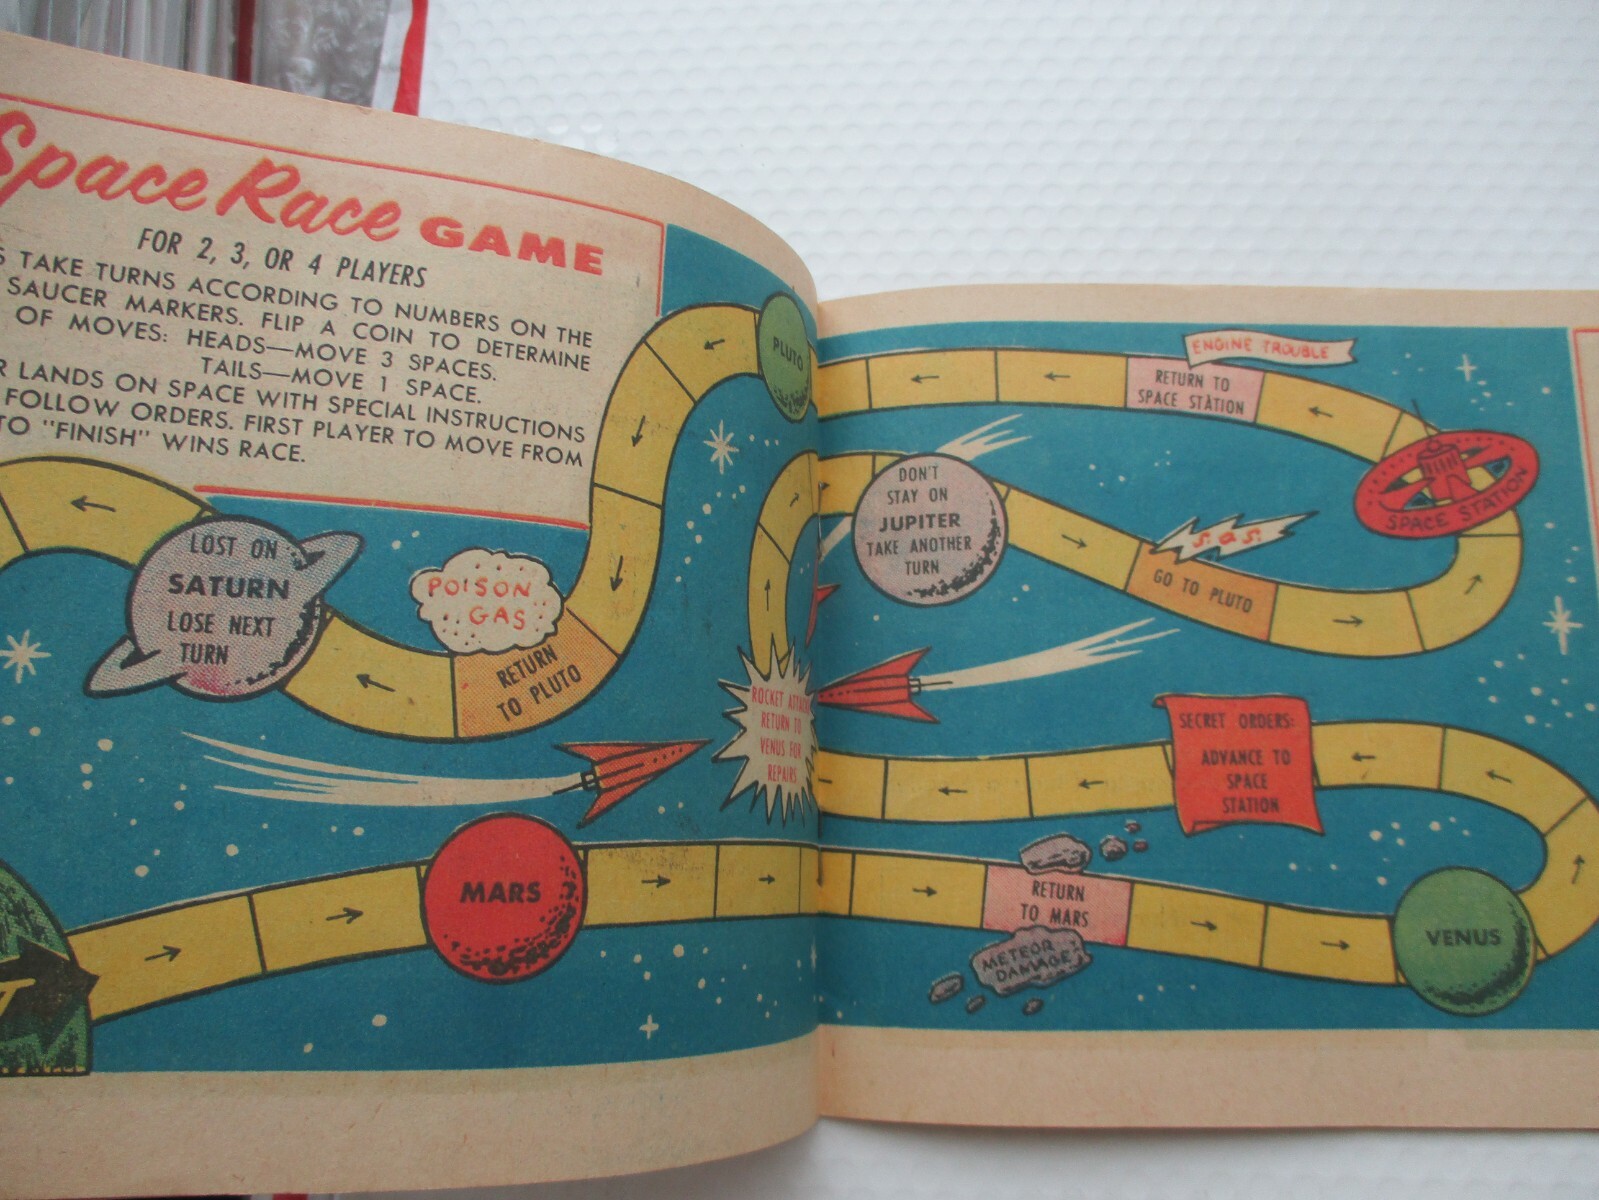 Space Race GAME
FOR 2, 3, OR 4 PLAYERS
TAKE TURNS ACCORDING TO NUMBERS ON THE
SAUCER MARKERS. FLIP A COIN TO DETERMINE
OF MOVES: HEADS—MOVE 3 SPACES.
TAILS—MOVE 1 SPACE.
LANDS ON SPACE WITH SPECIAL INSTRUCTIONS
FOLLOW ORDERS. FIRST PLAYER TO MOVE FROM
TO "FINISH" WINS RACE.
PLUTO
ENGINE TROUBLE
RETURN TO
SPACE STATION
SPACE STATION
DON'T
STAY ON
JUPITER
TAKE ANOTHER
TURN
S.O.S.
GO TO PLUTO
LOST ON
SATURN
LOSE NEXT
TURN
POISON
GAS
RETURN
TO PLUTO
ROCKET
RETURN TO
VENUS FOR
REPAIRS
SECRET ORDERS:
ADVANCE TO
SPACE
STATION
MARS
RETURN
TO MARS
METEOR
DAMAGE!
VENUS